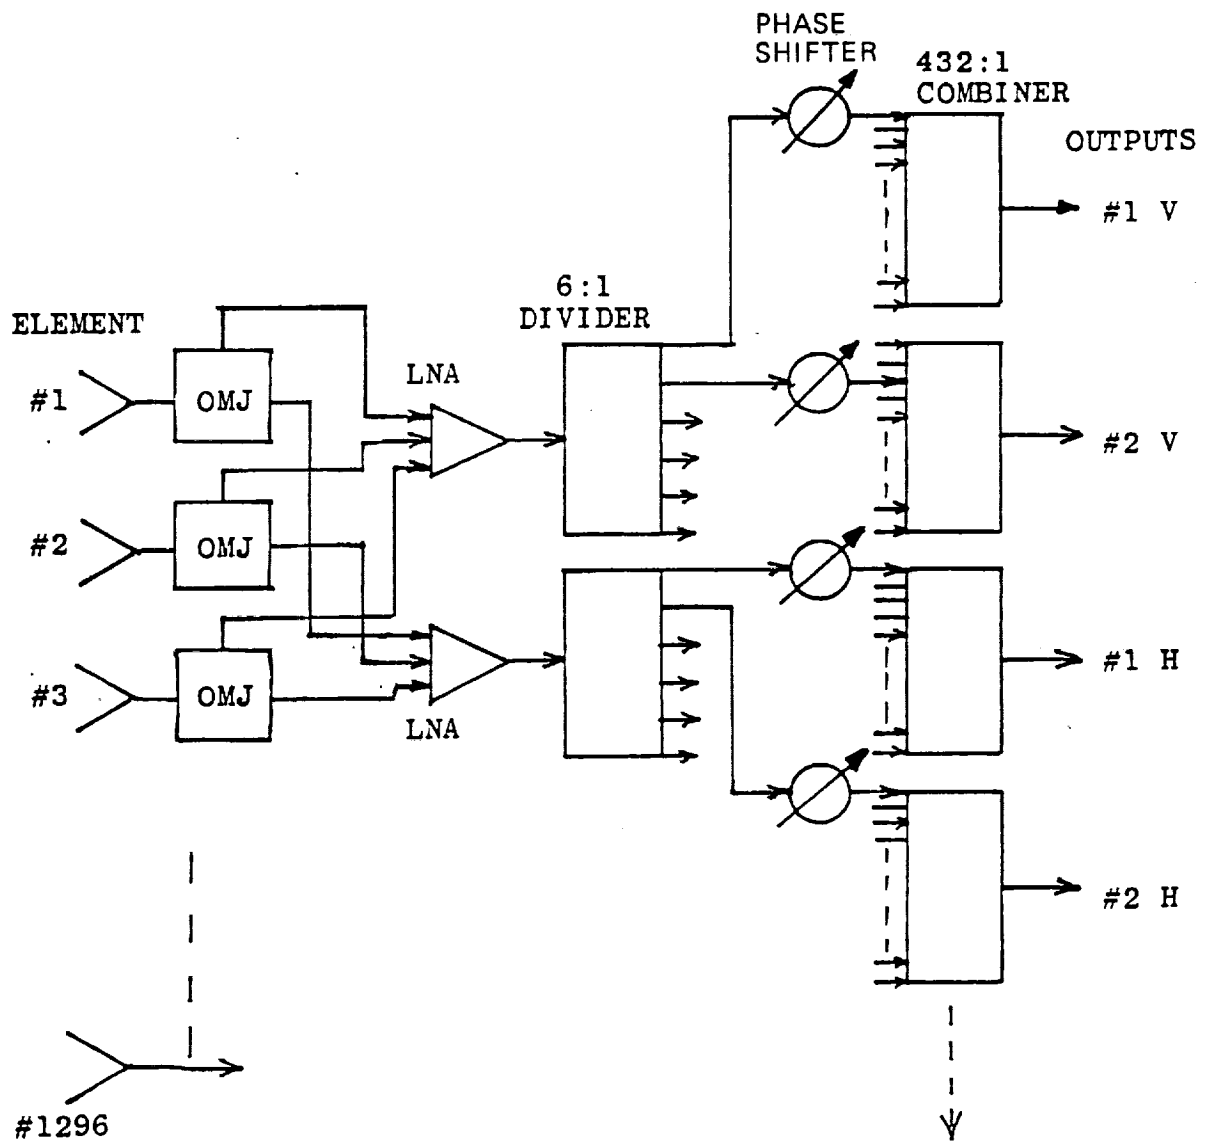 PHASE
SHIFTER
432:1
COMBINER
OUTPUTS
#1 V
6:1
DIVIDER
ELEMENT
LNA
#1
OMJ
#2 V
#2
OMJ
#1 H
#3
OMJ
LNA
#2 H
#1296